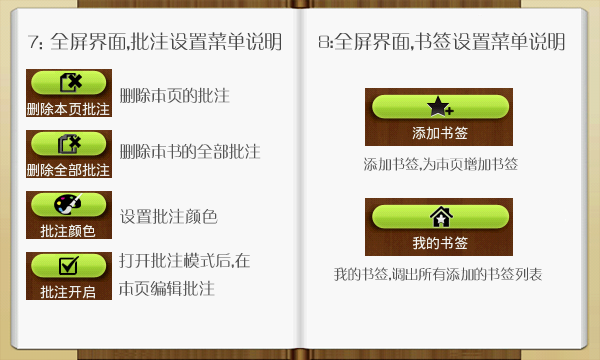 7: 全屏界面,批注设置菜单说明
删除本页批注
删除本页的批注
删除全部批注
删除本书的全部批注
批注颜色
设置批注颜色
批注开启
打开批注模式后,在
本页编辑批注
8:全屏界面,书签设置菜单说明
添加书签
添加书签,为本页增加书签
我的书签
我的书签,调出所有添加的书签列表